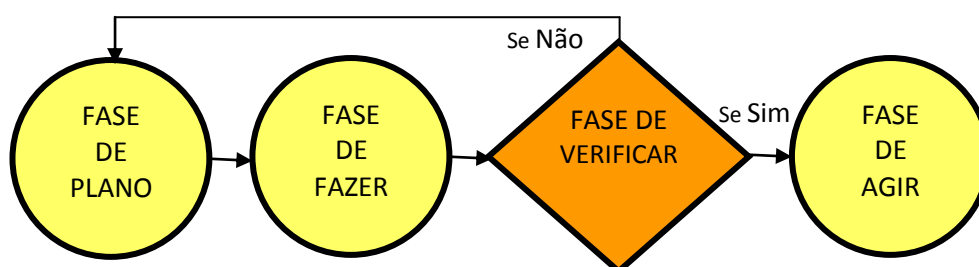 Se Não
FASE
DE
PLANO
FASE
DE
FAZER
FASE DE
VERIFICAR
Se Sim
FASE
DE
AGIR